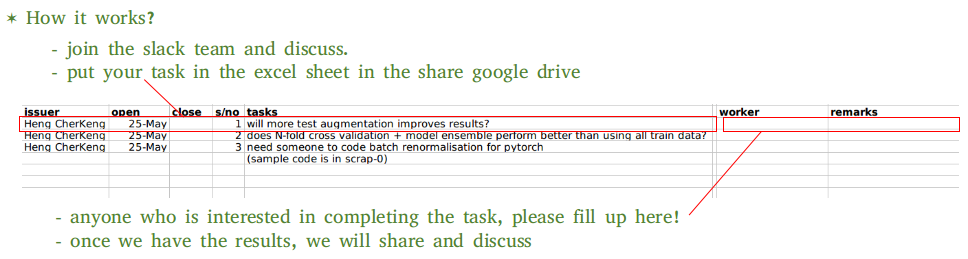 ✶ How it works?
- join the slack team and discuss.
- put your task in the excel sheet in the share google drive
issuer open close s/no tasks worker remarks
Heng CherKeng 25-May 1 will more test augmentation improves results?
Heng CherKeng 25-May 2 does N-fold cross validation + model ensemble perform better than using all train data?
Heng CherKeng 25-May 3 need someone to code batch renormalisation for pytorch
(sample code is in scrap-0)
- anyone who is interested in completing the task, please fill up here!
- once we have the results, we will share and discuss